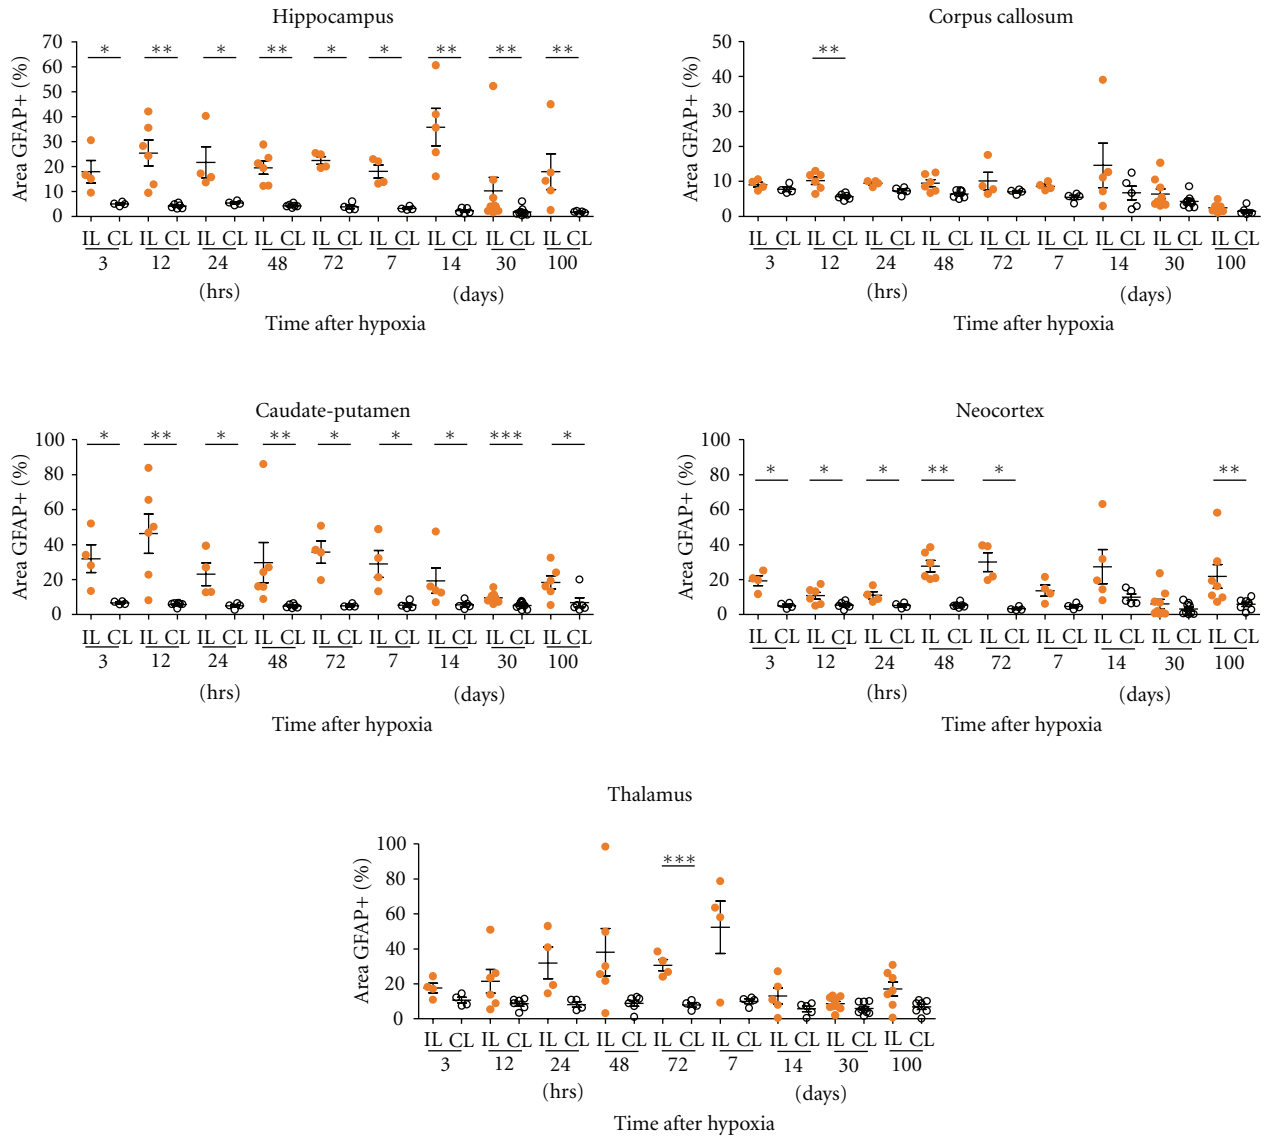 Hippocampus
Area GFAP+ (%)
70
60
50
40
30
20
10
0
* ** * ** * * ** ** **
IL CL IL CL IL CL IL CL IL CL IL CL IL CL IL CL IL CL
3 12 24 48 72 7 14 30 100
(hrs) (days)
Time after hypoxia
Corpus callosum
Area GFAP+ (%)
50
40
30
20
10
0
**
IL CL IL CL IL CL IL CL IL CL IL CL IL CL IL CL IL CL
3 12 24 48 72 7 14 30 100
(hrs) (days)
Time after hypoxia
Caudate-putamen
Area GFAP+ (%)
100
80
60
40
20
0
* ** * ** * * * *** *
IL CL IL CL IL CL IL CL IL CL IL CL IL CL IL CL IL CL
3 12 24 48 72 7 14 30 100
(hrs) (days)
Time after hypoxia
Neocortex
Area GFAP+ (%)
100
80
60
40
20
0
* * * ** * **
IL CL IL CL IL CL IL CL IL CL IL CL IL CL IL CL IL CL
3 12 24 48 72 7 14 30 100
(hrs) (days)
Time after hypoxia
Thalamus
Area GFAP+ (%)
100
80
60
40
20
0
***
IL CL IL CL IL CL IL CL IL CL IL CL IL CL IL CL IL CL
3 12 24 48 72 7 14 30 100
(hrs) (days)
Time after hypoxia